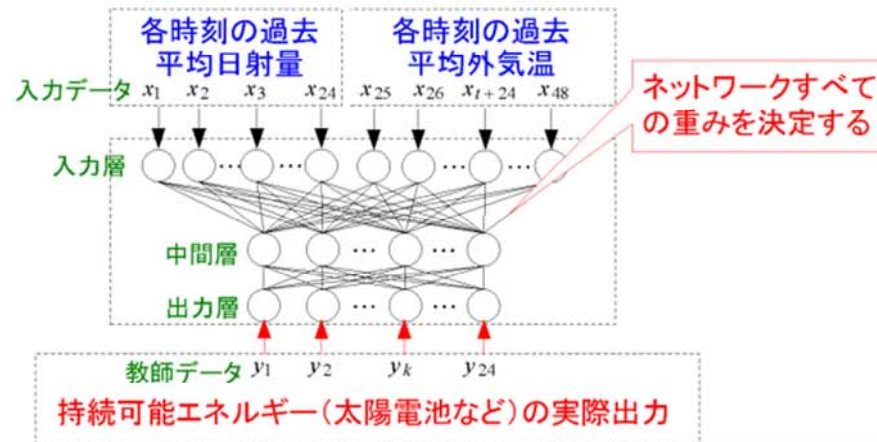 各時刻の過去
平均日射量
各時刻の過去
平均外気温
入力データ x1 x2 x3 x24 x25 x26 xt+24 x48
ネットワークすべて
の重みを決定する
入力層
中間層
出力層
教師データ y1 y2 yk y24
持続可能エネルギー(太陽電池など)の実際出力